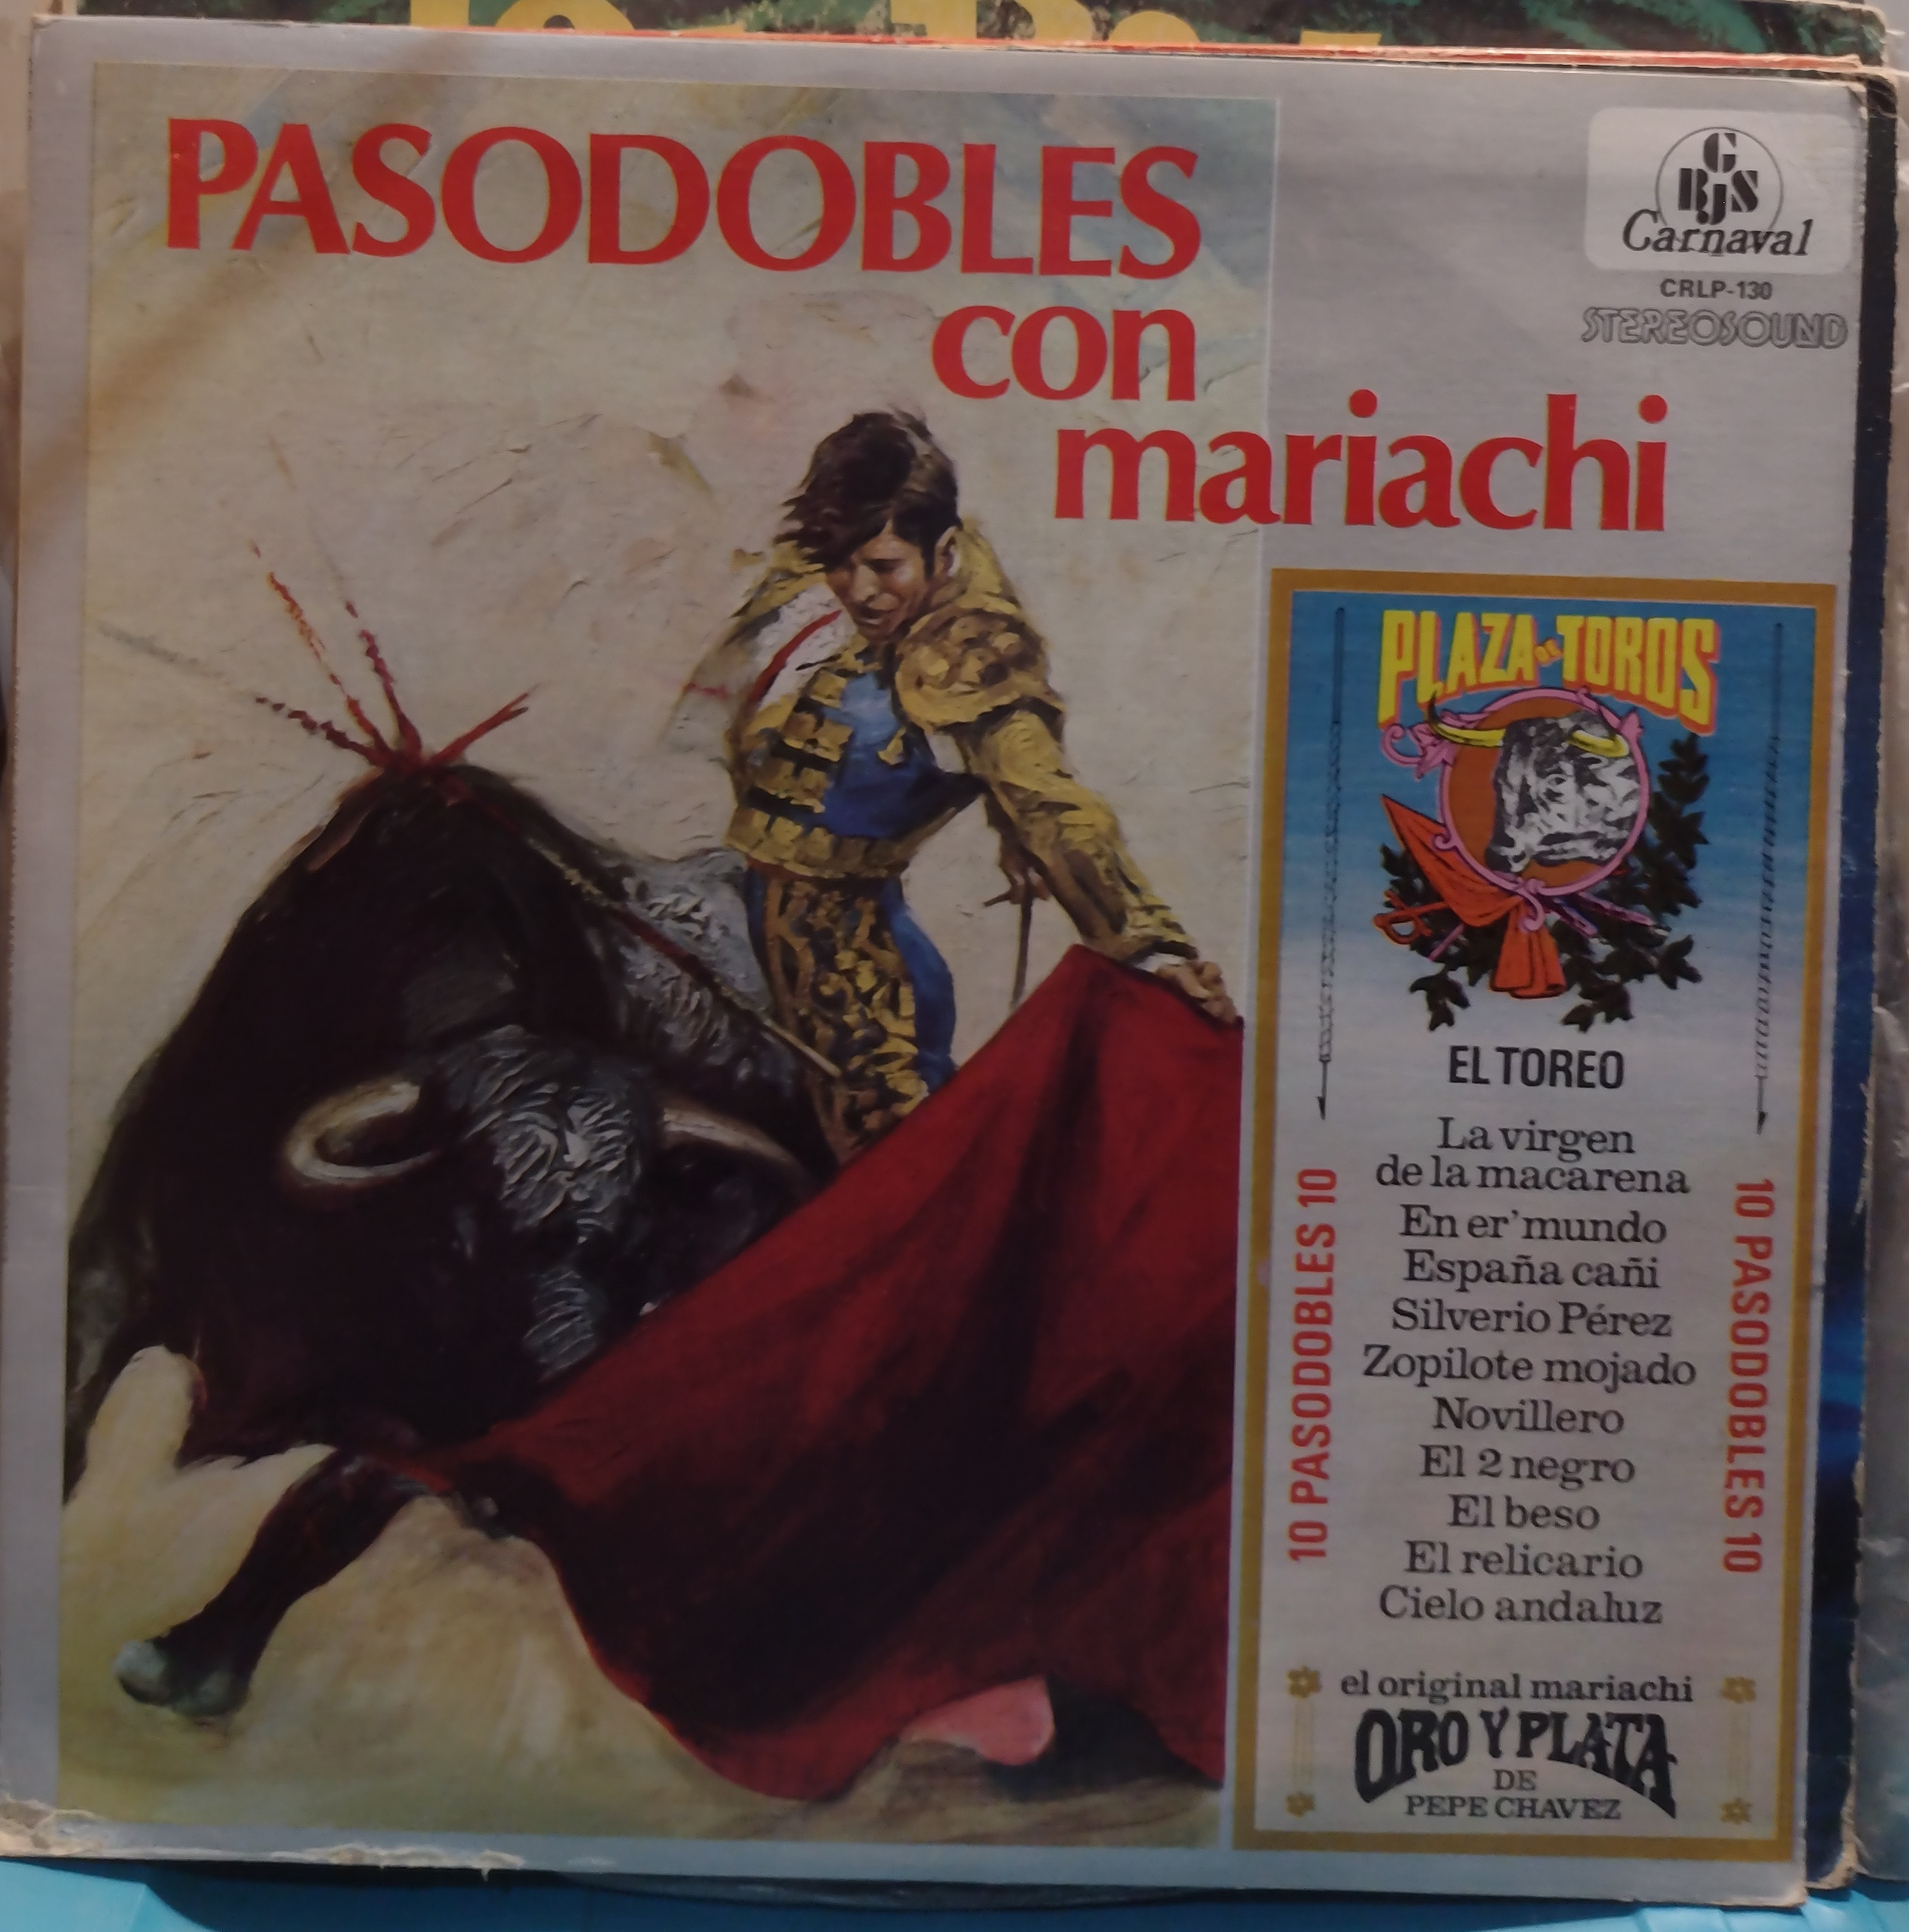 PASODOBLES
con
mariachi
G
BJS
Carnaval
CRLP-130
STEREOSOUND
PLAZA DE TOROS
EL TOREO
La virgen
de la macarena
En er' mundo
España cañi
Silverio Pérez
Zopilote mojado
Novillero
El 2 negro
El beso
El relicario
Cielo andaluz
10 PASODOBLES 10
10 PASODOBLES 10
el original mariachi
ORO Y PLATA
DE
PEPE CHAVEZ